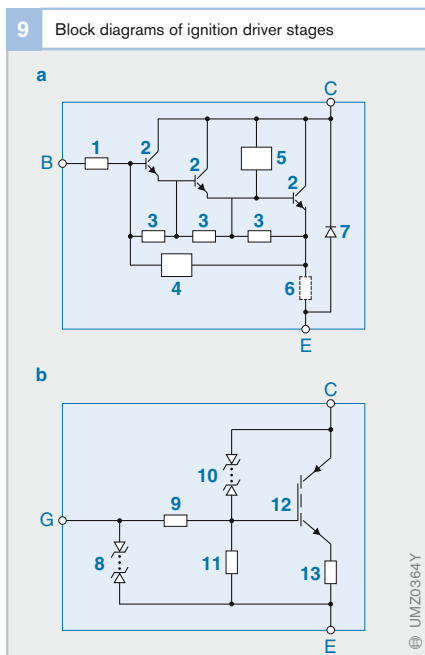 9 Block diagrams of ignition driver stages
a
C
B 1 2 2 5 2
3 3 3 7
4 6
E
b
C
10 12
G 9
8 11 13
E
UMZ0364Y